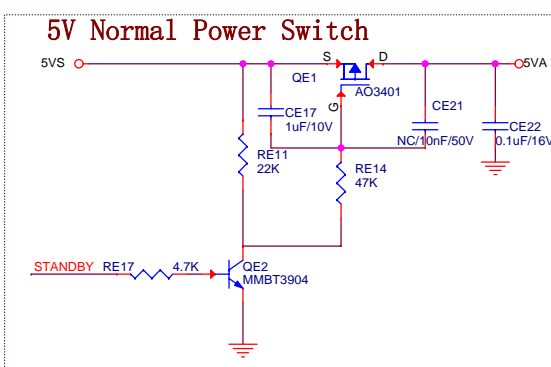 5V Normal Power Switch
5VS
S
D
5VA
QE1
AO3401
G
CE17
1uF/10V
CE21
NC/10nF/50V
CE22
0.1uF/16V
RE11
22K
RE14
47K
STANDBY
RE17
4.7K
QE2
MMBT3904